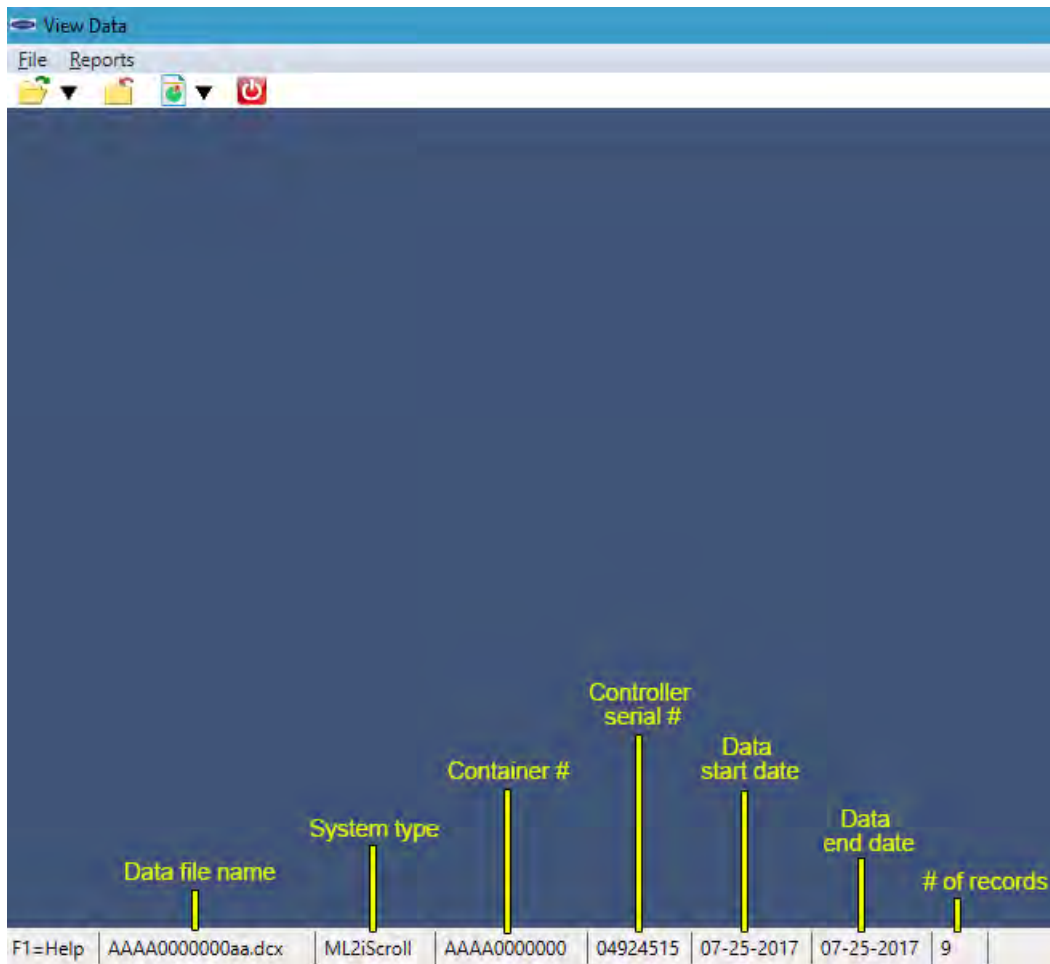 View Data
File Reports
Controller
serial #
Data
start date
Container #
Data
end date
System type
Data file name
# of records
F1=Help AAAA0000000aa.dcx ML2iScroll AAAA0000000 04924515 07-25-2017 07-25-2017 9